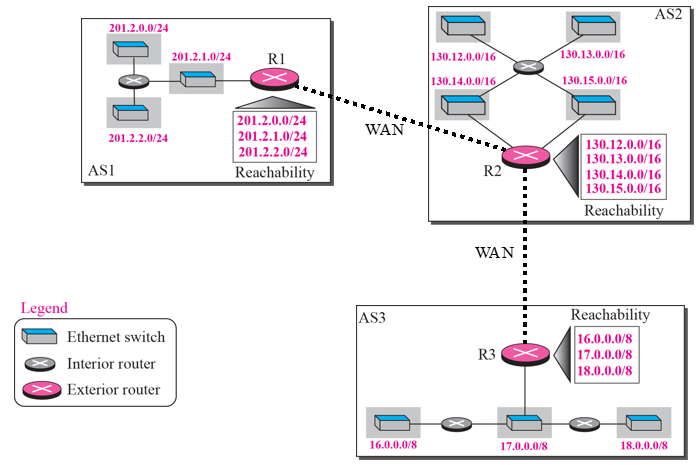 AS1
201.2.0.0/24
201.2.1.0/24
201.2.2.0/24
R1
201.2.0.0/24
201.2.1.0/24
201.2.2.0/24
Reachability
WAN
AS2
130.12.0.0/16
130.13.0.0/16
130.14.0.0/16
130.15.0.0/16
R2
130.12.0.0/16
130.13.0.0/16
130.14.0.0/16
130.15.0.0/16
Reachability
WAN
AS3
Reachability
R3
16.0.0.0/8
17.0.0.0/8
18.0.0.0/8
16.0.0.0/8
17.0.0.0/8
18.0.0.0/8
Legend
Ethernet switch
Interior router
Exterior router